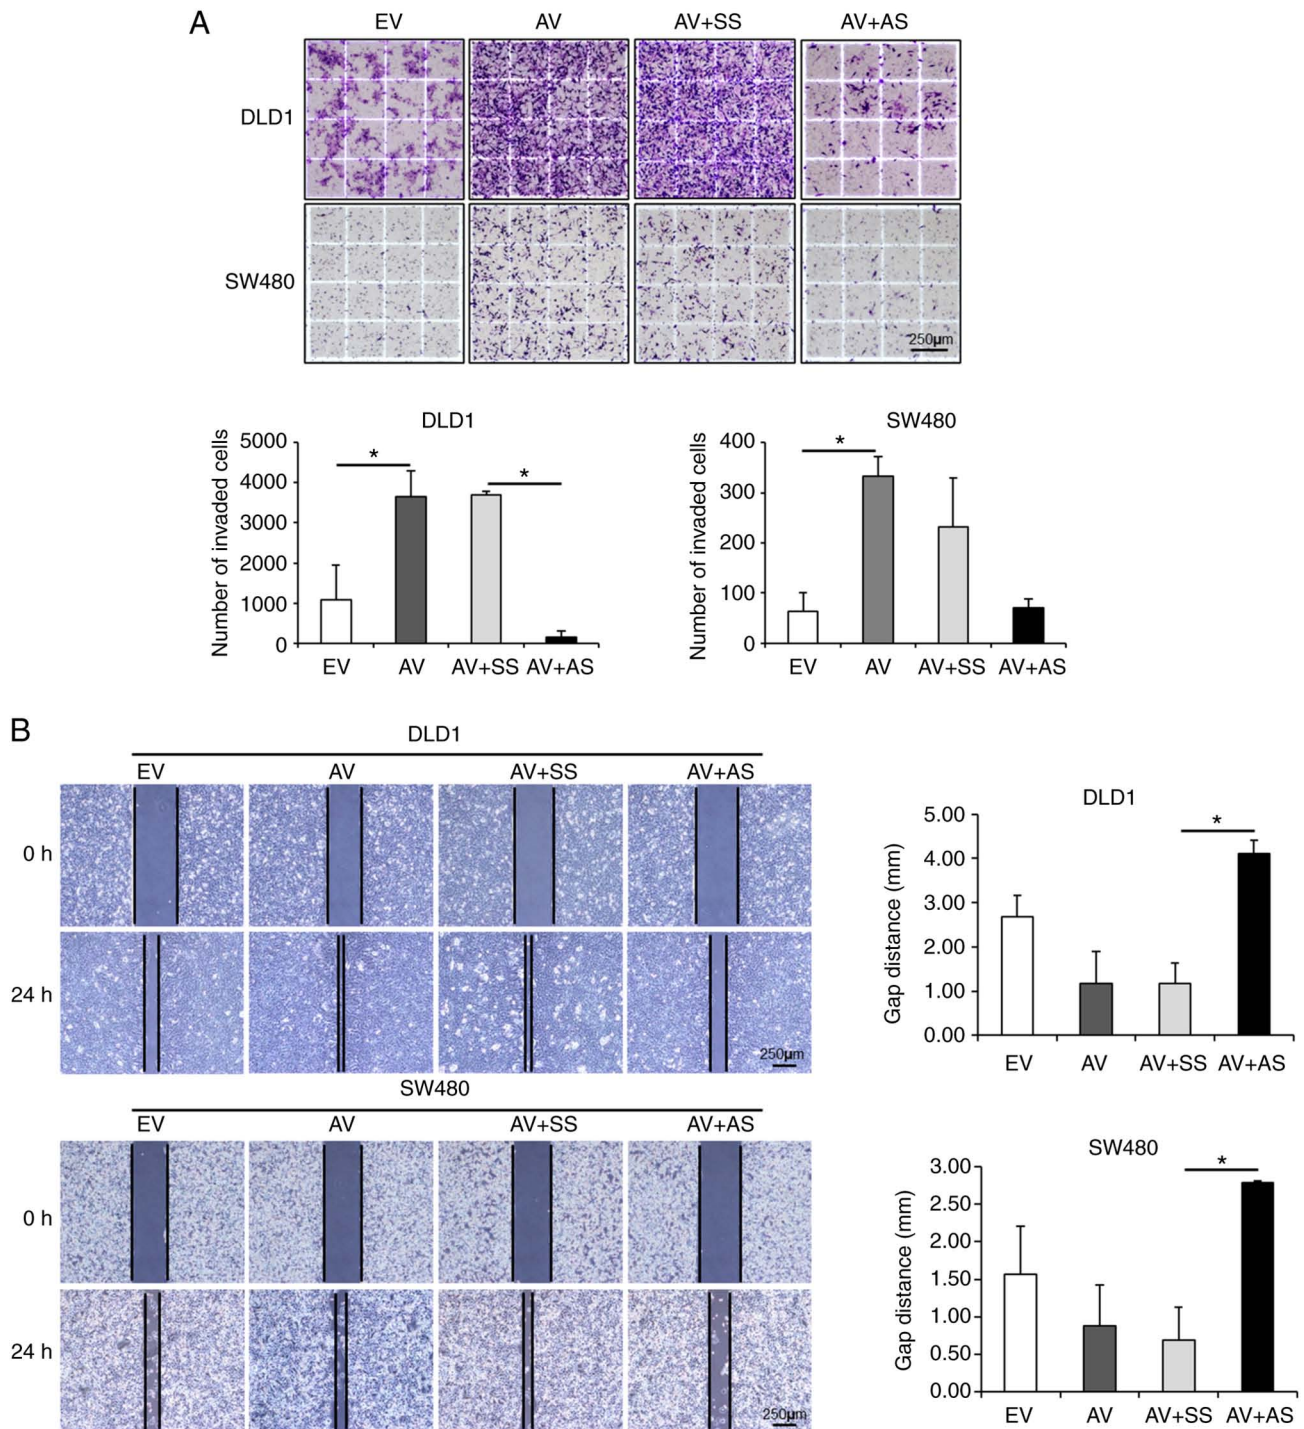 A
EV AV AV+SS AV+AS
DLD1
SW480
250µm
DLD1
Number of invaded cells
5000
4000
3000
2000
1000
0
*
*
EV AV AV+SS AV+AS
SW480
Number of invaded cells
400
300
200
100
0
*
EV AV AV+SS AV+AS
B
DLD1
EV AV AV+SS AV+AS
0 h
24 h
250µm
SW480
EV AV AV+SS AV+AS
0 h
24 h
250µm
DLD1
Gap distance (mm)
5.00
4.00
3.00
2.00
1.00
0.00
*
EV AV AV+SS AV+AS
SW480
Gap distance (mm)
3.00
2.50
2.00
1.50
1.00
0.50
0.00
*
EV AV AV+SS AV+AS